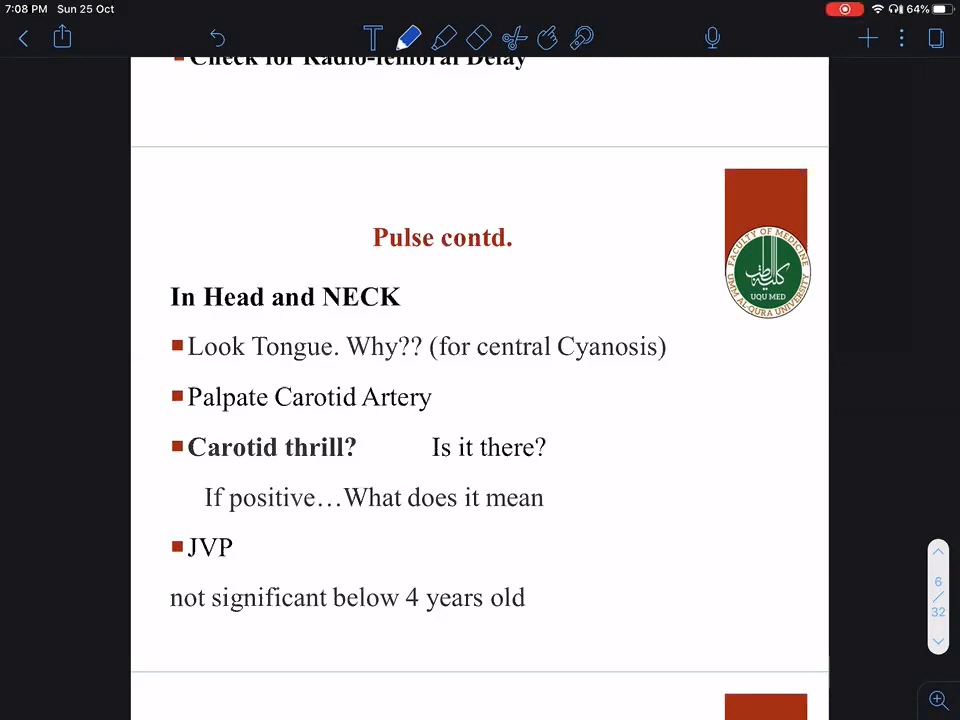 7:08 PM Sun 25 Oct
64%
Check for Radio-femoral Delay
Pulse contd.
FACULTY OF MEDICINE
كلية طب
UQU MED
UMM AL-QURA UNIVERSITY
In Head and NECK
Look Tongue. Why?? (for central Cyanosis)
Palpate Carotid Artery
Carotid thrill? Is it there?
If positive…What does it mean
JVP
not significant below 4 years old
6
/
32